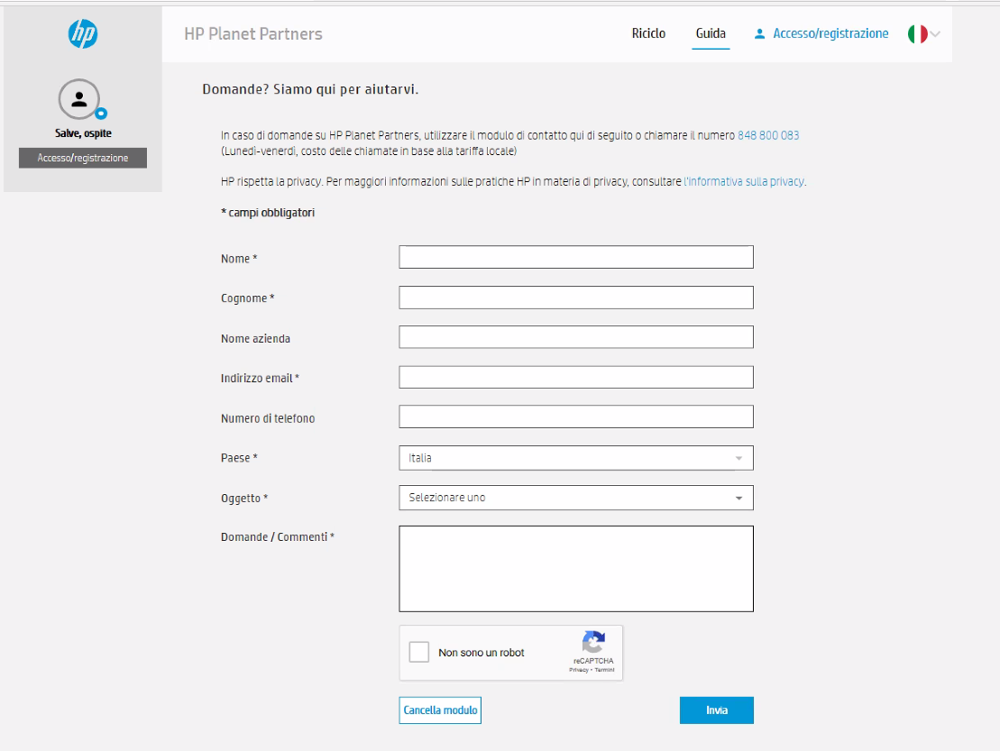 hp
HP Planet Partners
Riciclo
Guida
Accesso/registrazione
Salve, ospite
Accesso/registrazione
Domande? Siamo qui per aiutarvi.
In caso di domande su HP Planet Partners, utilizzare il modulo di contatto qui di seguito o chiamare il numero 848 800 083
(Lunedì-venerdì, costo delle chiamate in base alla tariffa locale)
HP rispetta la privacy. Per maggiori informazioni sulle pratiche HP in materia di privacy, consultare l'informativa sulla privacy.
* campi obbligatori
Nome *
Cognome *
Nome azienda
Indirizzo email *
Numero di telefono
Paese *
Italia
Oggetto *
Selezionare uno
Domande / Commenti *
Non sono un robot
reCAPTCHA
Privacy - Termini
Cancella modulo
Invia